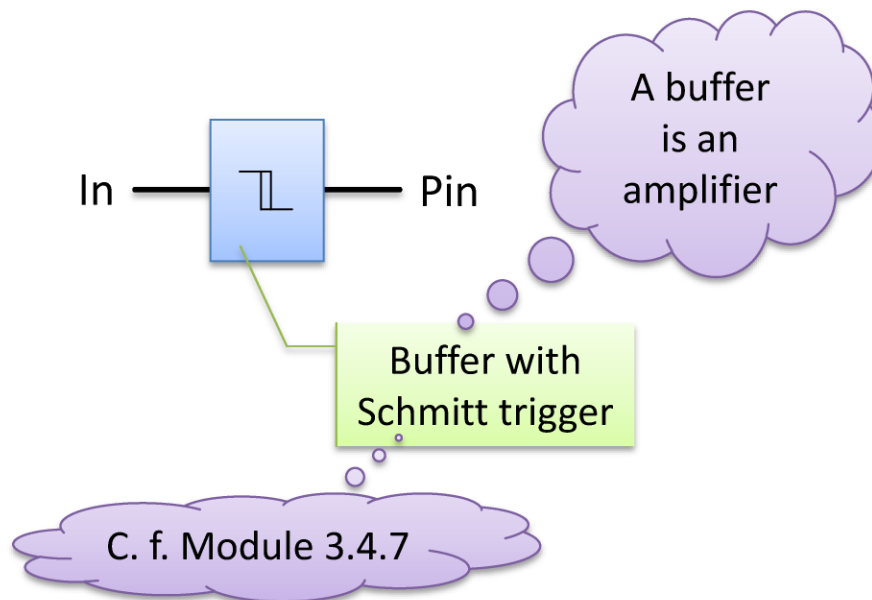 A buffer
is an
amplifier
In
Pin
Buffer with
Schmitt trigger
C. f. Module 3.4.7